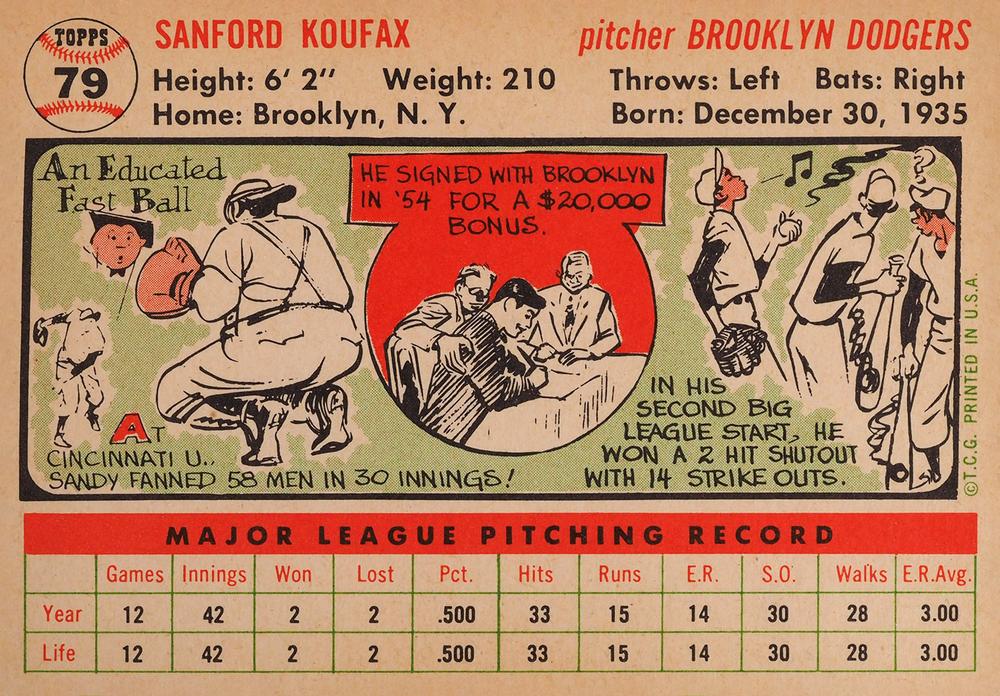 TOPPS
79
SANFORD KOUFAX
pitcher BROOKLYN DODGERS
Height: 6' 2" Weight: 210 Throws: Left Bats: Right
Home: Brooklyn, N. Y. Born: December 30, 1935
An Educated
Fast Ball
AT
CINCINNATI U..
SANDY FANNED 58 MEN IN 30 INNINGS!
HE SIGNED WITH BROOKLYN
IN '54 FOR A $20,000
BONUS.
?
IN HIS
SECOND BIG
LEAGUE START, HE
WON A 2 HIT SHUTOUT
WITH 14 STRIKE OUTS.
© T.C.G. PRINTED IN U.S.A.
MAJOR LEAGUE PITCHING RECORD
Games Innings Won Lost Pct. Hits Runs E.R. S.O. Walks E.R.Avg.
Year 12 42 2 2 .500 33 15 14 30 28 3.00
Life 12 42 2 2 .500 33 15 14 30 28 3.00